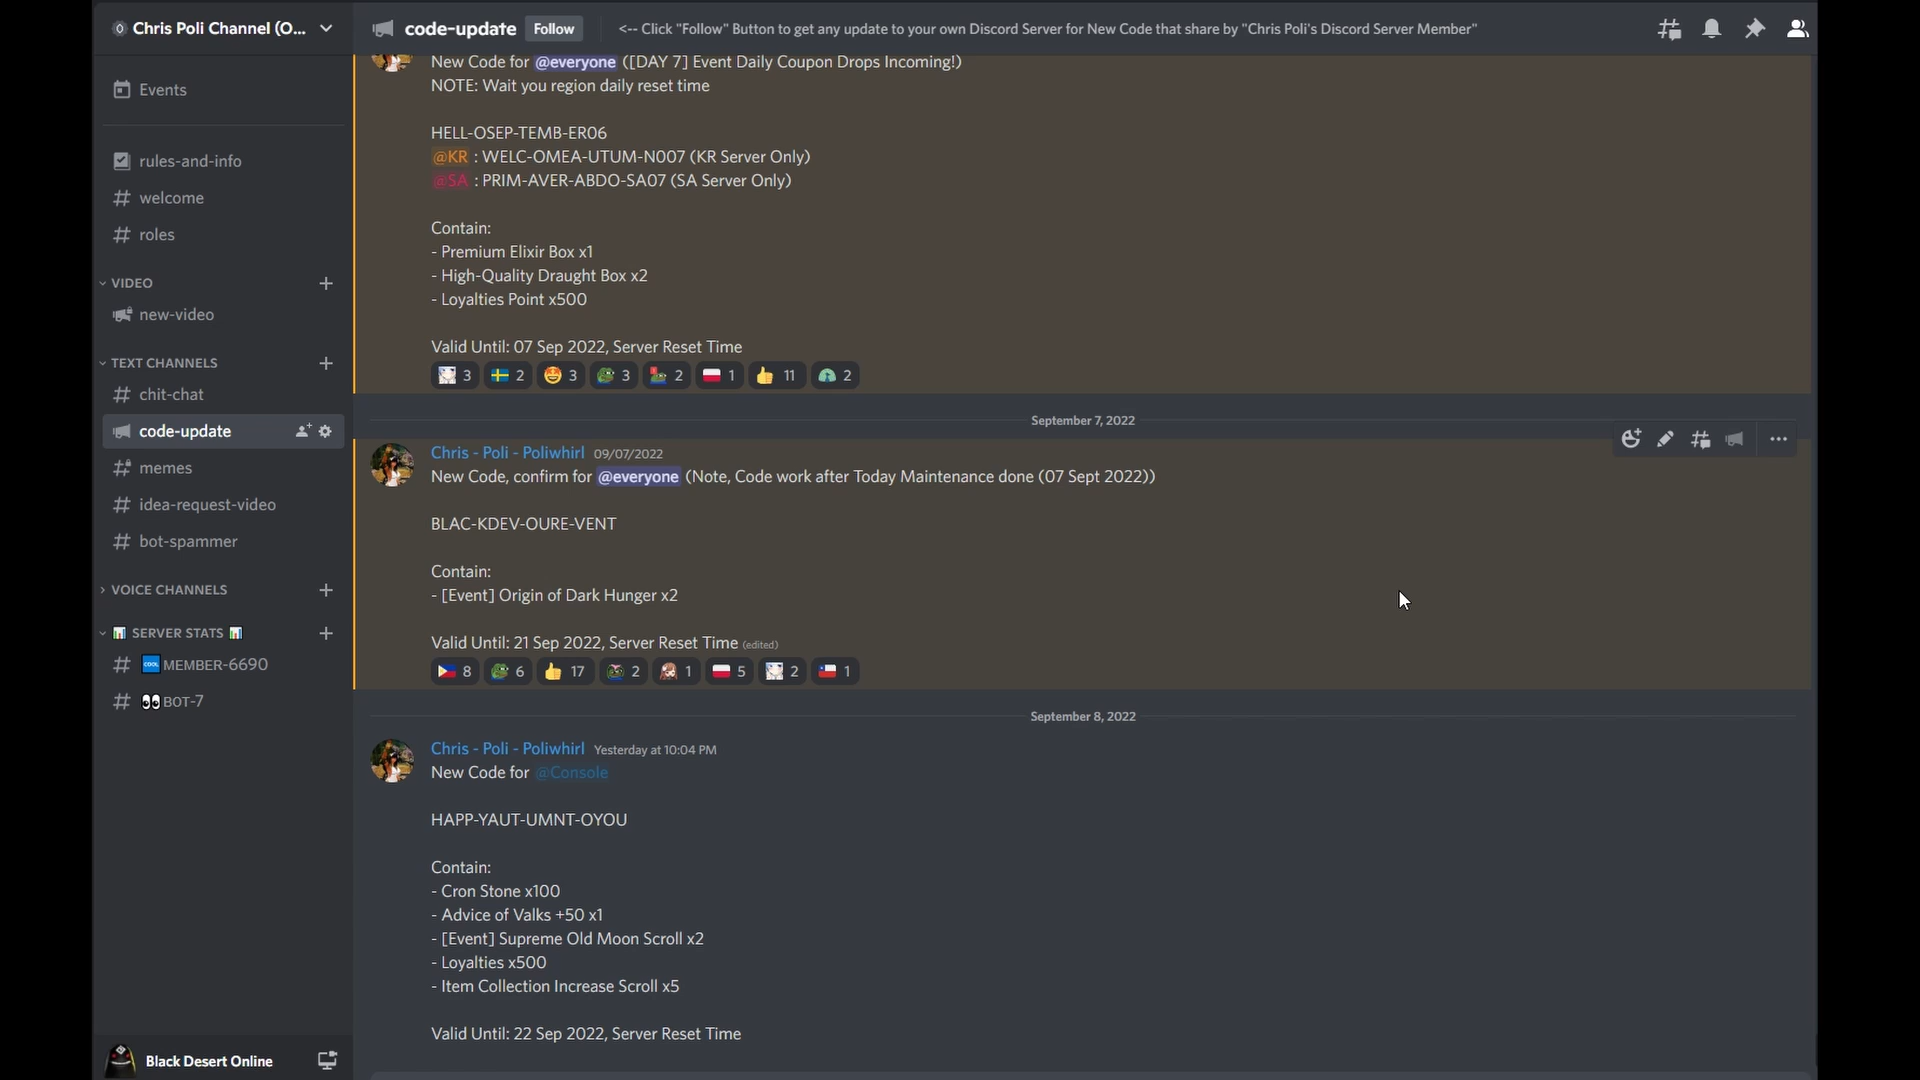 Chris Poli Channel (O...
code-update
Follow
<-- Click "Follow" Button to get any update to your own Discord Server for New Code that share by "Chris Poli's Discord Server Member"
Events
rules-and-info
welcome
roles
VIDEO
new-video
TEXT CHANNELS
chit-chat
code-update
memes
idea-request-video
bot-spammer
VOICE CHANNELS
SERVER STATS
COOL MEMBER-6690
BOT-7
Black Desert Online
New Code for @everyone ([DAY 7] Event Daily Coupon Drops Incoming!)
NOTE: Wait you region daily reset time
HELL-OSEP-TEMB-ER06
@KR : WELC-OMEA-UTUM-N007 (KR Server Only)
@SA : PRIM-AVER-ABDO-SA07 (SA Server Only)
Contain:
- Premium Elixir Box x1
- High-Quality Draught Box x2
- Loyalties Point x500
Valid Until: 07 Sep 2022, Server Reset Time
3 2 3 3 2 1 11 2
September 7, 2022
Chris - Poli - Poliwhirl 09/07/2022
New Code, confirm for @everyone (Note, Code work after Today Maintenance done (07 Sept 2022))
BLAC-KDEV-OURE-VENT
Contain:
- [Event] Origin of Dark Hunger x2
Valid Until: 21 Sep 2022, Server Reset Time (edited)
8 6 17 2 1 5 2 1
September 8, 2022
Chris - Poli - Poliwhirl Yesterday at 10:04 PM
New Code for @Console
HAPP-YAUT-UMNT-OYOU
Contain:
- Cron Stone x100
- Advice of Valks +50 x1
- [Event] Supreme Old Moon Scroll x2
- Loyalties x500
- Item Collection Increase Scroll x5
Valid Until: 22 Sep 2022, Server Reset Time